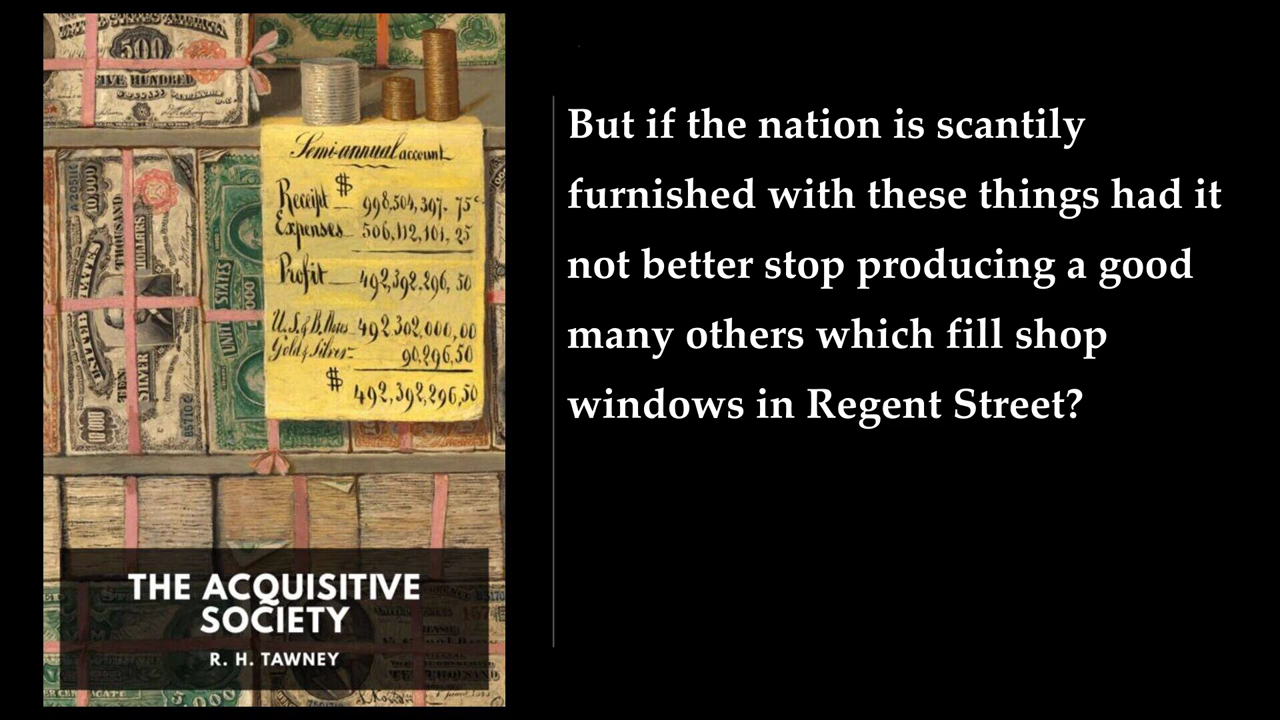 500
FIVE HUNDRED
Semi-annual account
$
Receipt 998,504,397. 75c
Expenses 506,112,101, 25
Profit 492,392,296, 50
U.S. & B. Notes 492,302,000,00
Gold & Silver 90,296,50
$ 492,392,296,50
THE ACQUISITIVE
SOCIETY
R. H. TAWNEY
But if the nation is scantily
furnished with these things had it
not better stop producing a good
many others which fill shop
windows in Regent Street?